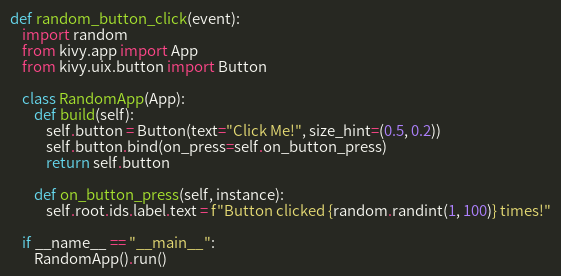 def random_button_click(event):
    import random
    from kivy.app import App
    from kivy.uix.button import Button

    class RandomApp(App):
        def build(self):
            self.button = Button(text="Click Me!", size_hint=(0.5, 0.2))
            self.button.bind(on_press=self.on_button_press)
            return self.button

        def on_button_press(self, instance):
            self.root.ids.label.text = f"Button clicked {random.randint(1, 100)} times!"

    if __name__ == "__main__":
        RandomApp().run()